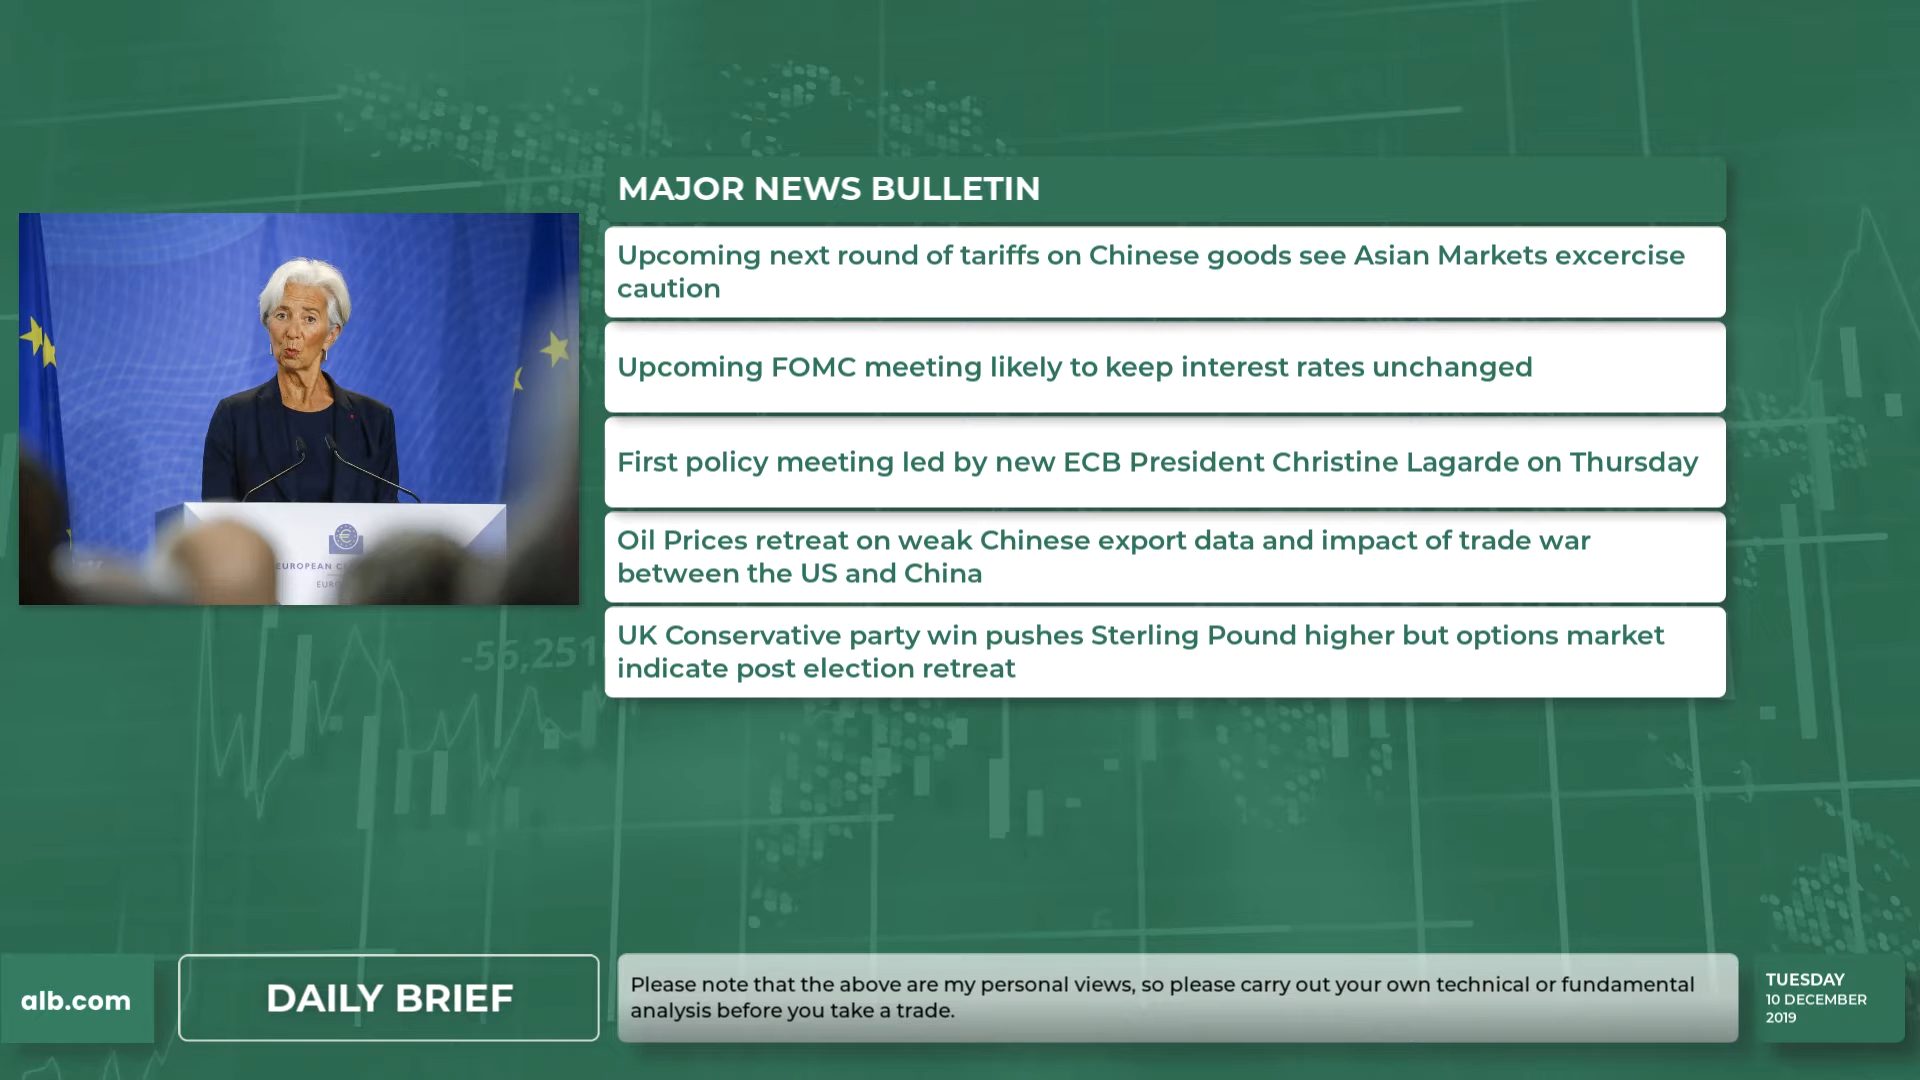 MAJOR NEWS BULLETIN
Upcoming next round of tariffs on Chinese goods see Asian Markets excercise
caution
Upcoming FOMC meeting likely to keep interest rates unchanged
First policy meeting led by new ECB President Christine Lagarde on Thursday
Oil Prices retreat on weak Chinese export data and impact of trade war
between the US and China
UK Conservative party win pushes Sterling Pound higher but options market
indicate post election retreat
EUROPEAN
-56,251
alb.com
DAILY BRIEF
Please note that the above are my personal views, so please carry out your own technical or fundamental
analysis before you take a trade.
TUESDAY
10 DECEMBER
2019